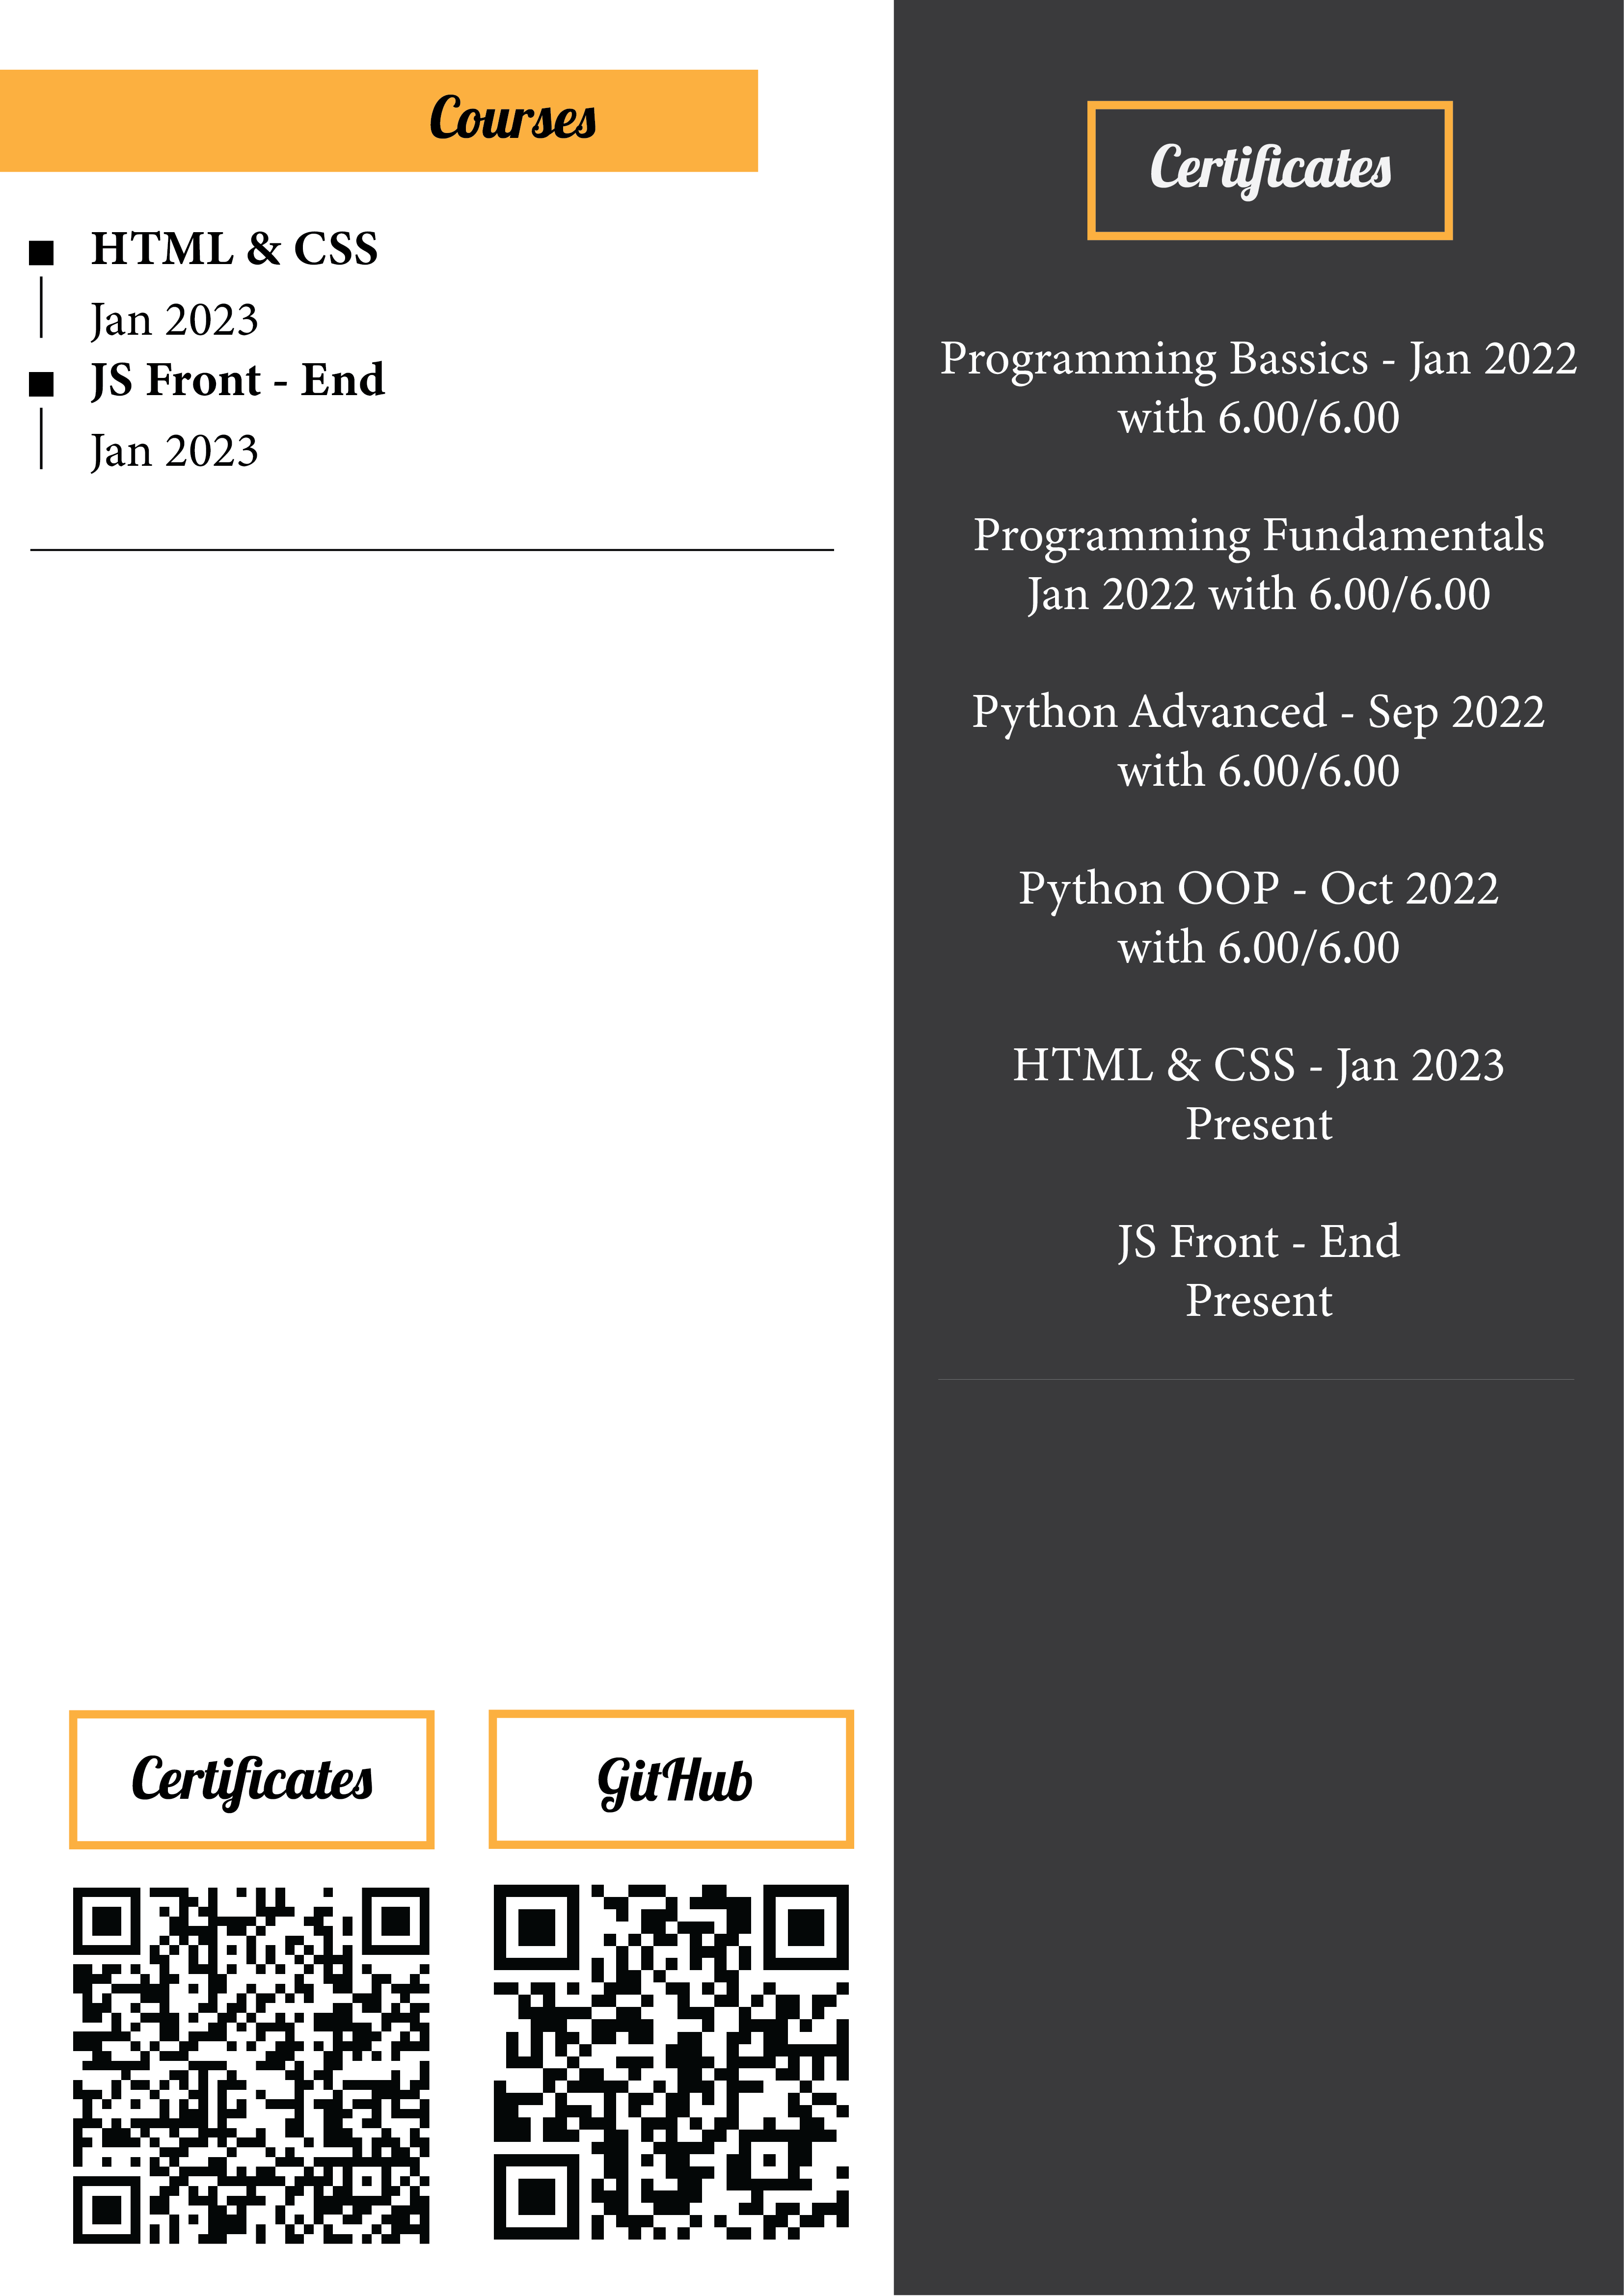 Courses
HTML & CSS
Jan 2023
JS Front - End
Jan 2023
Certificates
Programming Bassics - Jan 2022
with 6.00/6.00
Programming Fundamentals
Jan 2022 with 6.00/6.00
Python Advanced - Sep 2022
with 6.00/6.00
Python OOP - Oct 2022
with 6.00/6.00
HTML & CSS - Jan 2023
Present
JS Front - End
Present
Certificates
GitHub